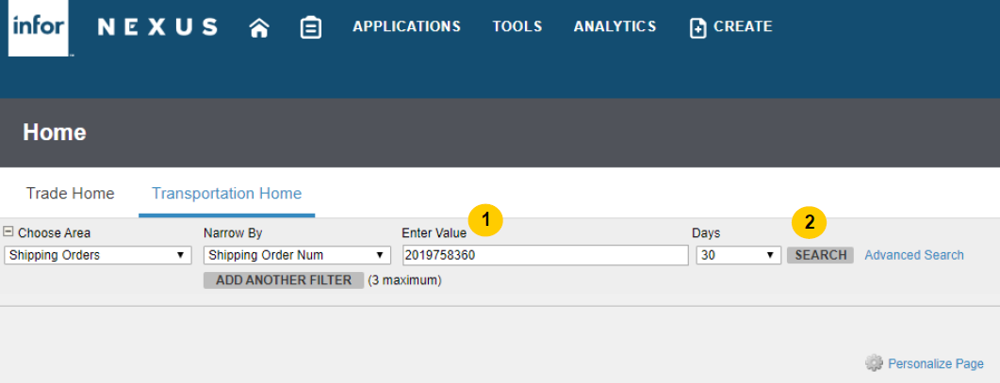 infor NEXUS APPLICATIONS TOOLS ANALYTICS CREATE
Home
Trade Home Transportation Home
1
2
Choose Area Narrow By Enter Value Days
Shipping Orders Shipping Order Num 2019758360 30 SEARCH Advanced Search
ADD ANOTHER FILTER (3 maximum)
Personalize Page